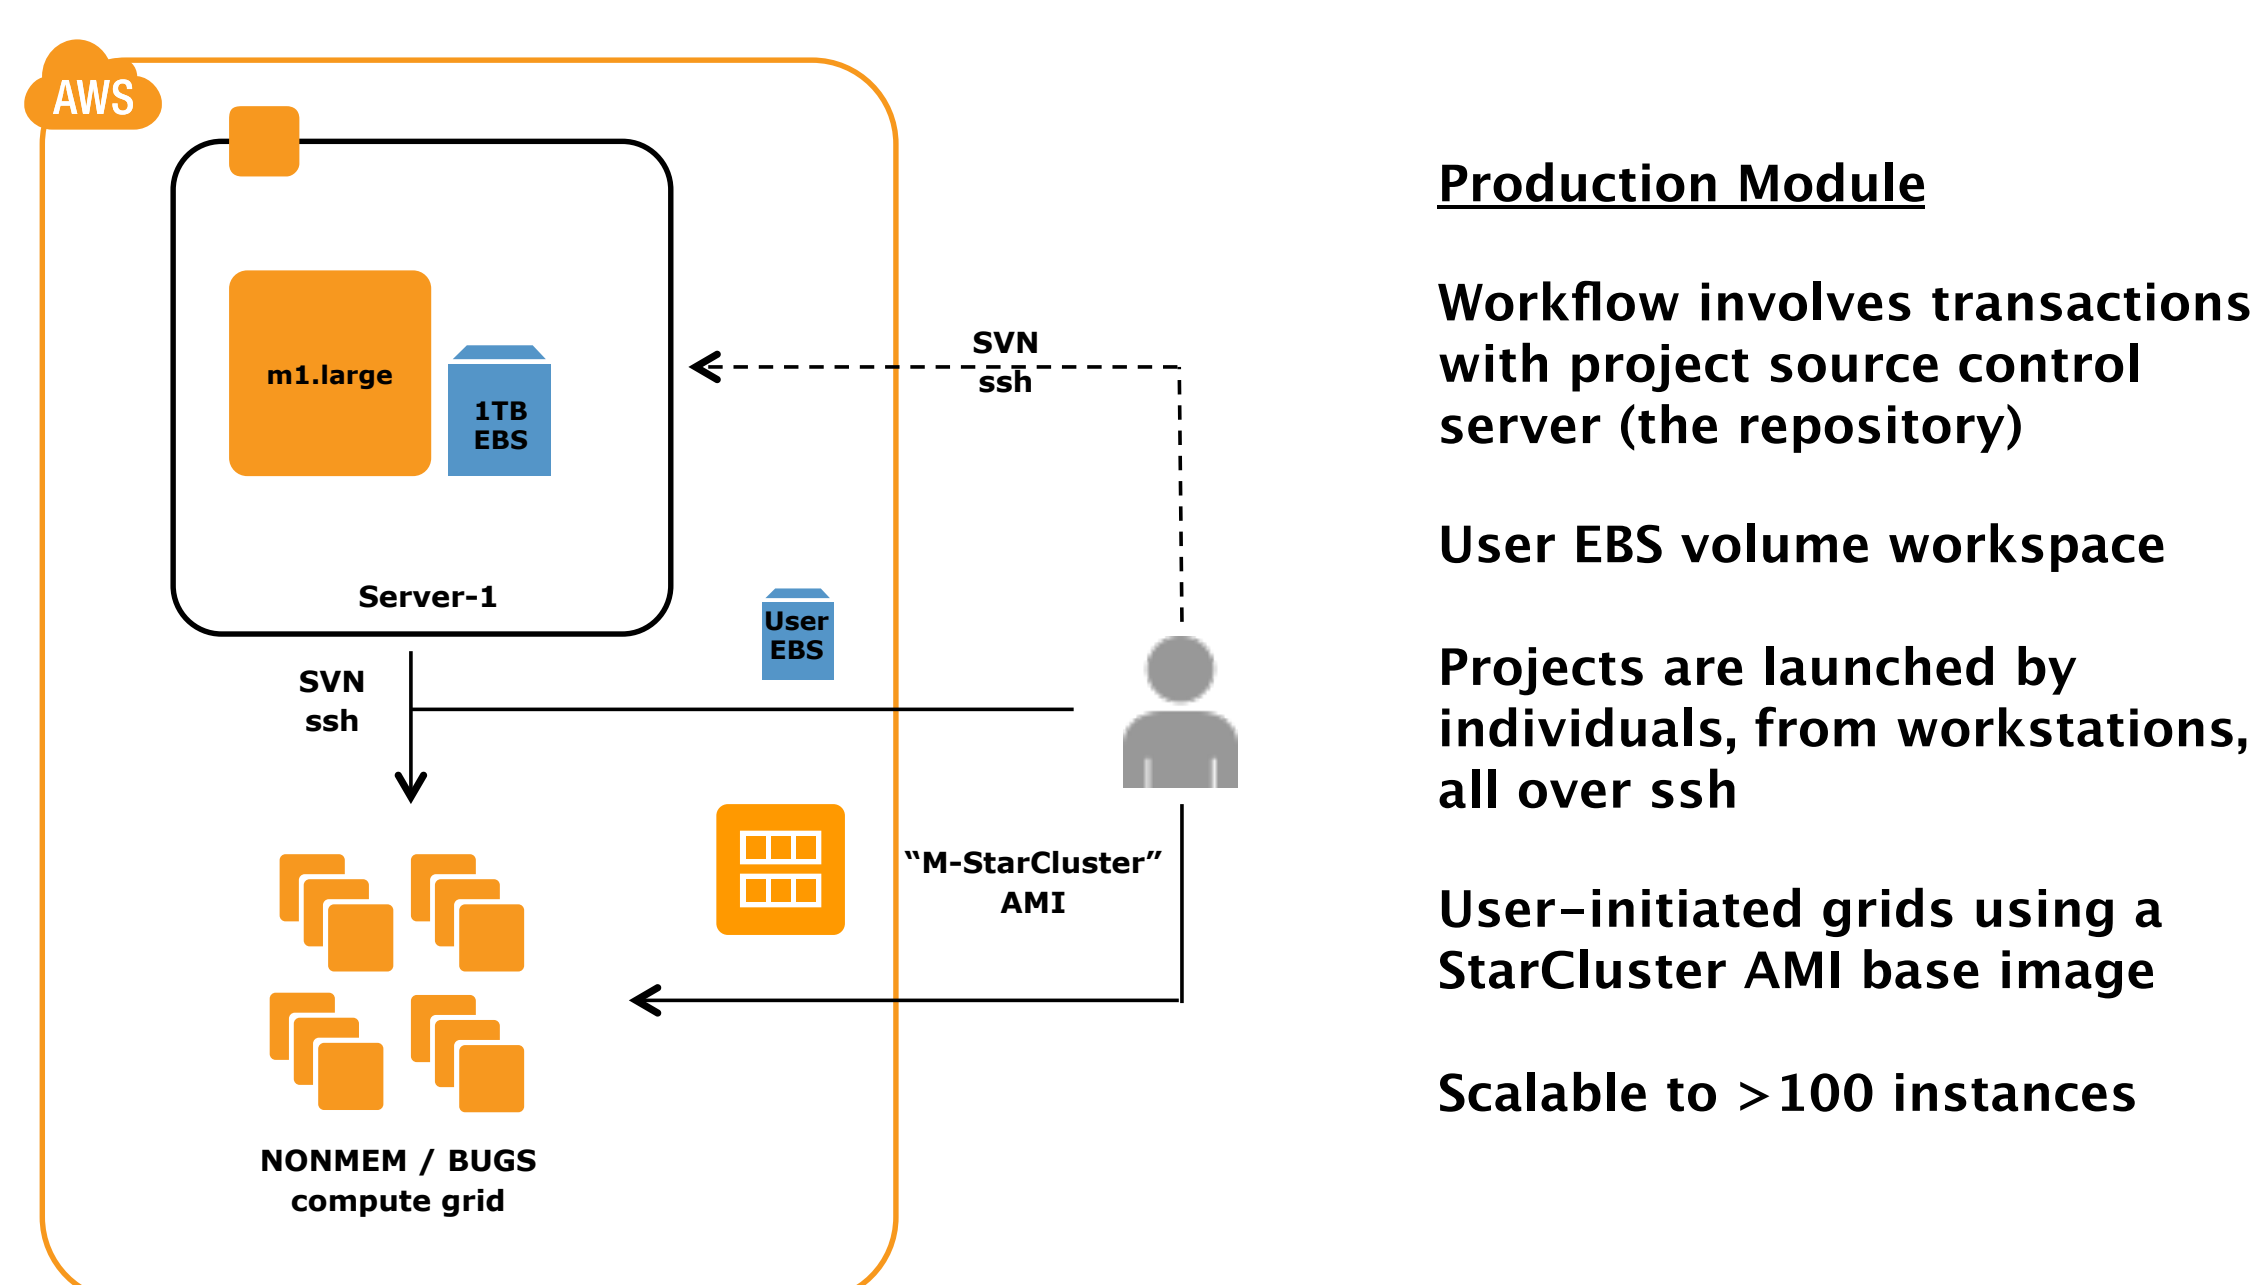 AWS
m1.large
1TB
EBS
Server-1
SVN
ssh
SVN
ssh
User
EBS
“M-StarCluster”
AMI
NONMEM / BUGS
compute grid
Production Module
Workflow involves transactions
with project source control
server (the repository)
User EBS volume workspace
Projects are launched by
individuals, from workstations,
all over ssh
User-initiated grids using a
StarCluster AMI base image
Scalable to >100 instances